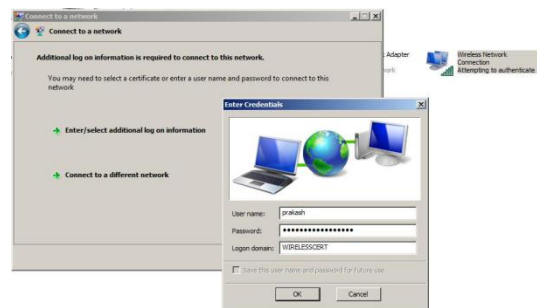 Connect to a network
Connect to a network
Additional log on information is required to connect to this network.
You may need to select a certificate or enter a user name and password to connect to this
network
Enter/select additional log on information
Connect to a different network
Adapter
Wireless Network
Connection
Attempting to authenticate
Enter Credentials
User name: prakash
Password:
Logon domain: WIRELESSCERT
Save this user name and password for future use
OK Cancel